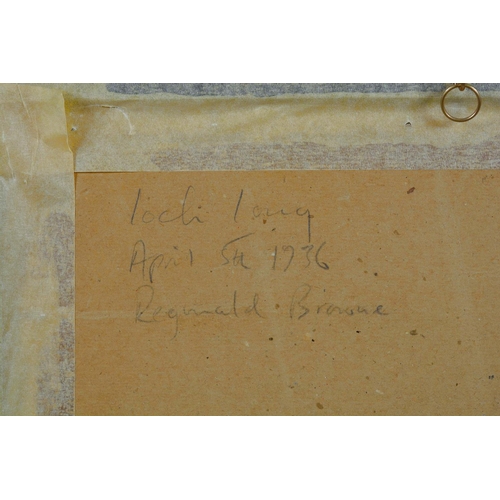 Loch Long
April 5th 1936
Reginald Browne